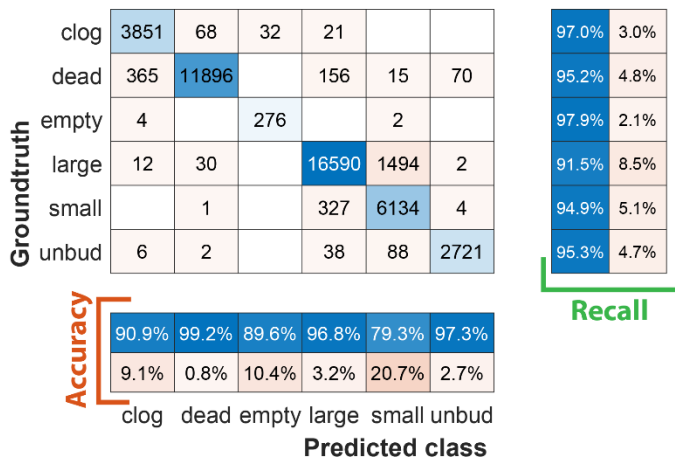 clog 3851 68 32 21 97.0% 3.0%
dead 365 11896 156 15 70 95.2% 4.8%
empty 4 276 2 97.9% 2.1%
large 12 30 16590 1494 2 91.5% 8.5%
small 1 327 6134 4 94.9% 5.1%
unbud 6 2 38 88 2721 95.3% 4.7%
Groundtruth
Recall
Accuracy
90.9% 99.2% 89.6% 96.8% 79.3% 97.3%
9.1% 0.8% 10.4% 3.2% 20.7% 2.7%
clog dead empty large small unbud
Predicted class